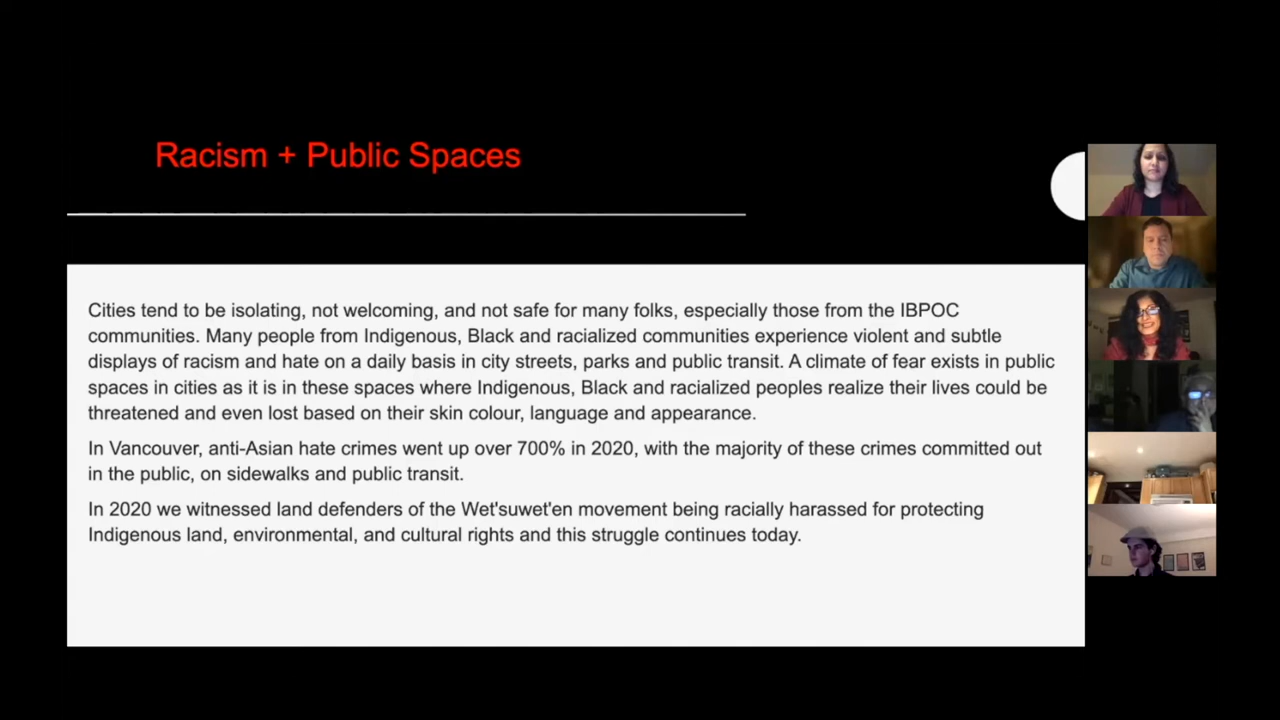 Racism + Public Spaces
Cities tend to be isolating, not welcoming, and not safe for many folks, especially those from the IBPOC
communities. Many people from Indigenous, Black and racialized communities experience violent and subtle
displays of racism and hate on a daily basis in city streets, parks and public transit. A climate of fear exists in public
spaces in cities as it is in these spaces where Indigenous, Black and racialized peoples realize their lives could be
threatened and even lost based on their skin colour, language and appearance.
In Vancouver, anti-Asian hate crimes went up over 700% in 2020, with the majority of these crimes committed out
in the public, on sidewalks and public transit.
In 2020 we witnessed land defenders of the Wet'suwet'en movement being racially harassed for protecting
Indigenous land, environmental, and cultural rights and this struggle continues today.